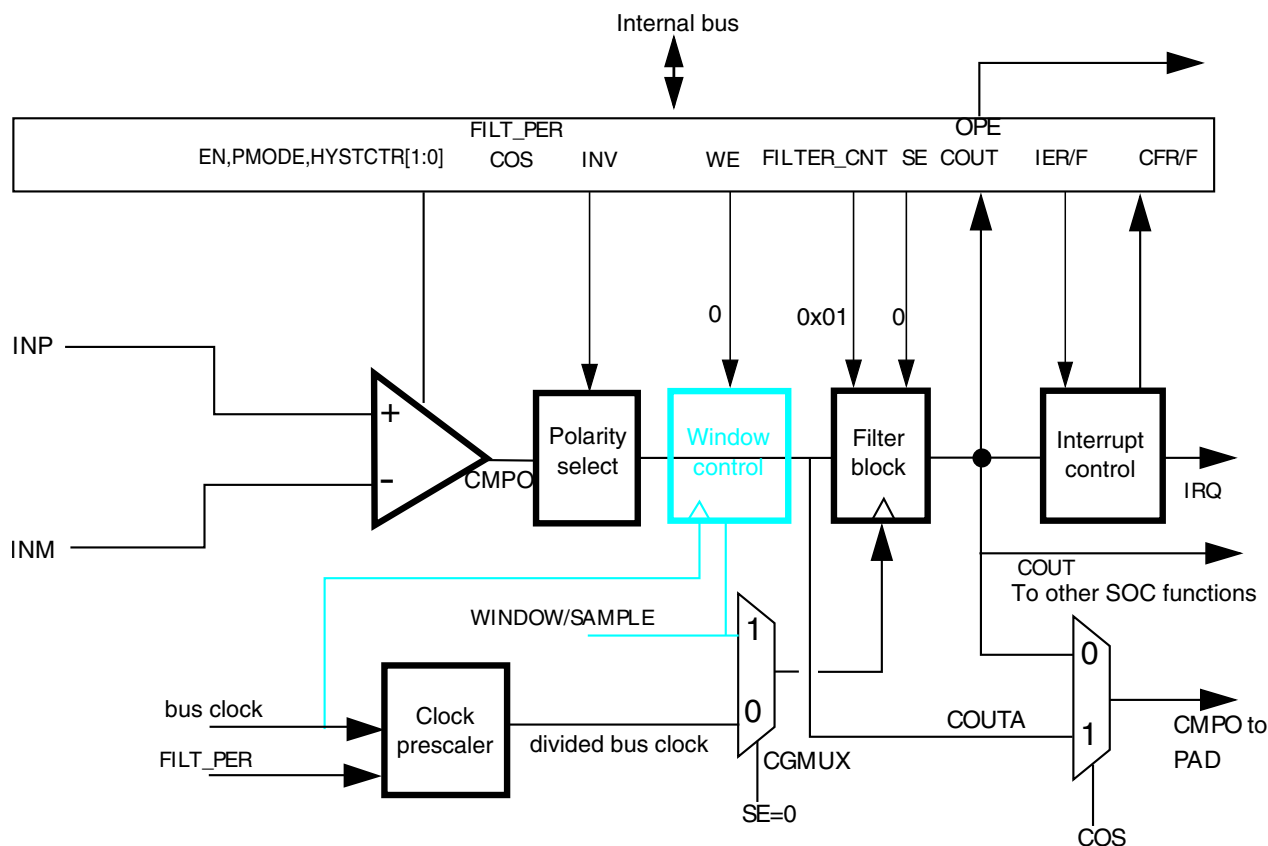 Internal bus
FILT_PER
OPE
EN,PMODE,HYSTCTR[1:0]
COS
INV
WE
FILTER_CNT
SE
COUT
IER/F
CFR/F
0
0x01
0
INP
+
-
INM
CMPO
Polarity
select
Window
control
Filter
block
Interrupt
control
IRQ
COUT
To other SOC functions
WINDOW/SAMPLE
1
0
bus clock
FILT_PER
Clock
prescaler
divided bus clock
CGMUX
SE=0
COUTA
0
1
CMPO to
PAD
COS